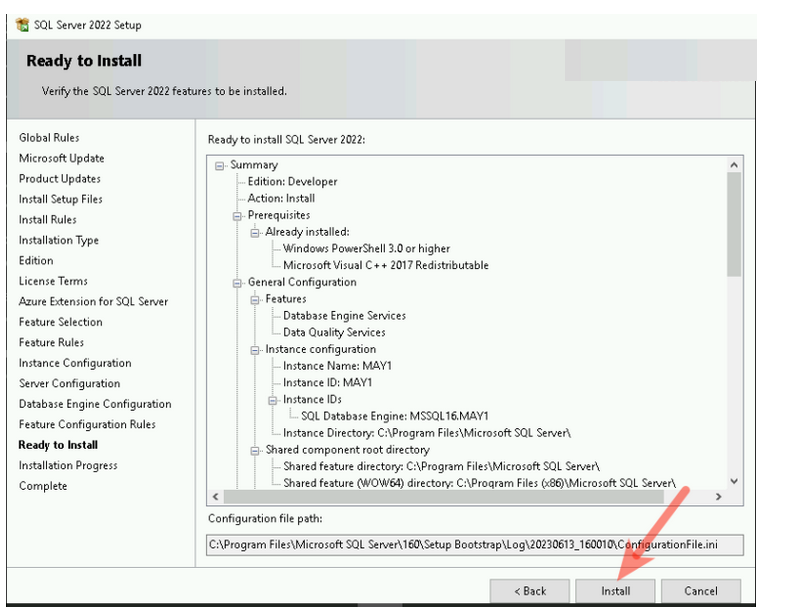 SQL Server 2022 Setup
Ready to Install
Verify the SQL Server 2022 features to be installed.
Global Rules
Microsoft Update
Product Updates
Install Setup Files
Install Rules
Installation Type
Edition
License Terms
Azure Extension for SQL Server
Feature Selection
Feature Rules
Instance Configuration
Server Configuration
Database Engine Configuration
Feature Configuration Rules
Ready to Install
Installation Progress
Complete
Ready to install SQL Server 2022:
Summary
Edition: Developer
Action: Install
Prerequisites
Already installed:
Windows PowerShell 3.0 or higher
Microsoft Visual C++ 2017 Redistributable
General Configuration
Features
Database Engine Services
Data Quality Services
Instance configuration
Instance Name: MAY1
Instance ID: MAY1
Instance IDs
SQL Database Engine: MSSQL16.MAY1
Instance Directory: C:\Program Files\Microsoft SQL Server\
Shared component root directory
Shared feature directory: C:\Program Files\Microsoft SQL Server\
Shared feature (WOW64) directory: C:\Program Files (x86)\Microsoft SQL Server\
Configuration file path:
C:\Program Files\Microsoft SQL Server\160\Setup Bootstrap\Log\20230613_160010\ConfigurationFile.ini
< Back
Install
Cancel